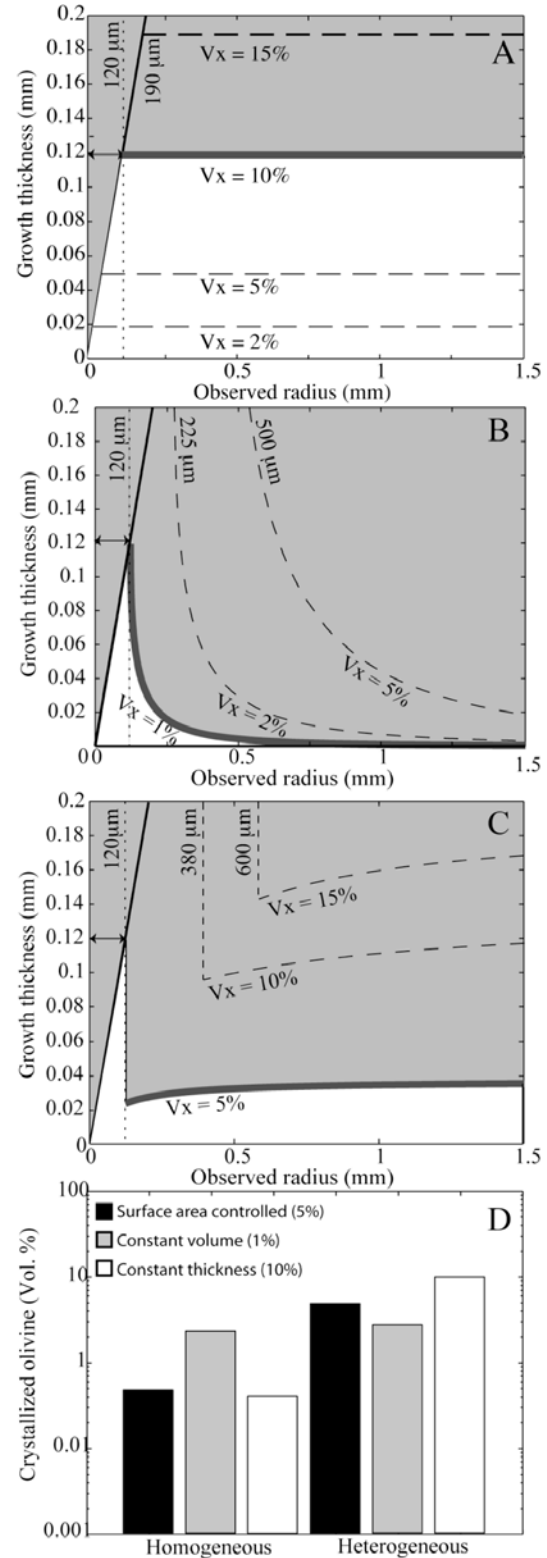 0.2
0.18
0.16
0.14
0.12
0.1
0.08
0.06
0.04
0.02
0
Growth thickness (mm)
120 µm
190 µm
A
Vx = 15%
Vx = 10%
Vx = 5%
Vx = 2%
0 0.5 1 1.5
Observed radius (mm)
0.2
0.18
0.16
0.14
0.12
0.1
0.08
0.06
0.04
0.02
0
Growth thickness (mm)
120 µm
225 µm
500 µm
B
Vx =1%
Vx = 2%
Vx = 5%
0.0 0.5 1 1.5
Observed radius (mm)
0.2
0.18
0.16
0.14
0.12
0.1
0.08
0.06
0.04
0.02
0
Growth thickness (mm)
120µm
380 µm
600 µm
C
Vx = 15%
Vx = 10%
Vx = 5%
0 0.5 1 1.5
Observed radius (mm)
100
10
1
0.01
0.001
Crystallized olivine (Vol. %)
D
Surface area controlled (5%)
Constant volume (1%)
Constant thickness (10%)
Homogeneous Heterogeneous